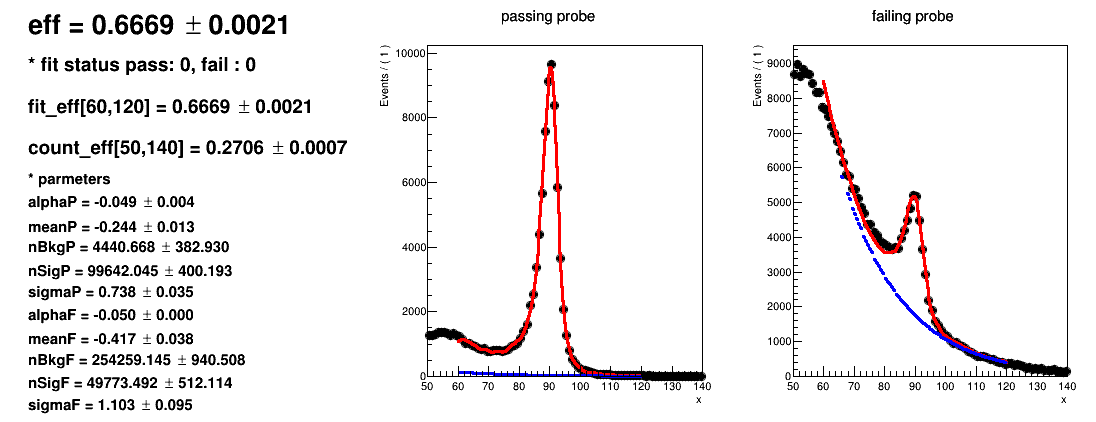 eff = 0.6669 ± 0.0021
* fit status pass: 0, fail : 0
fit_eff[60,120] = 0.6669 ± 0.0021
count_eff[50,140] = 0.2706 ± 0.0007
* parmeters
alphaP = -0.049 ± 0.004
meanP = -0.244 ± 0.013
nBkgP = 4440.668 ± 382.930
nSigP = 99642.045 ± 400.193
sigmaP = 0.738 ± 0.035
alphaF = -0.050 ± 0.000
meanF = -0.417 ± 0.038
nBkgF = 254259.145 ± 940.508
nSigF = 49773.492 ± 512.114
sigmaF = 1.103 ± 0.095
passing probe
Events / ( 1 )
10000
8000
6000
4000
2000
0
50 60 70 80 90 100 110 120 130 140
x
failing probe
Events / ( 1 )
9000
8000
7000
6000
5000
4000
3000
2000
1000
0
50 60 70 80 90 100 110 120 130 140
x